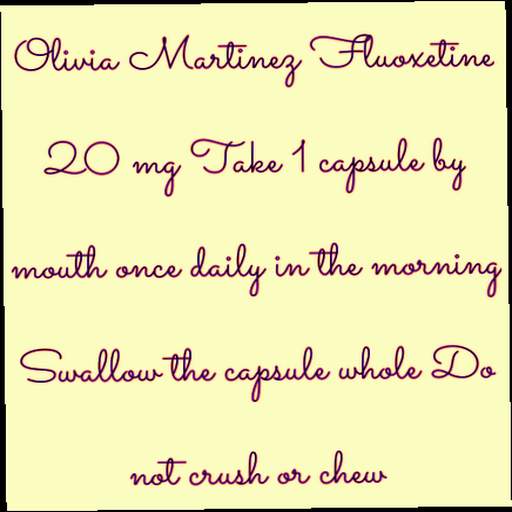 Olivia Martinez Fluoxetine
20 mg Take 1 capsule by
mouth once daily in the morning
Swallow the capsule whole Do
not crush or chew